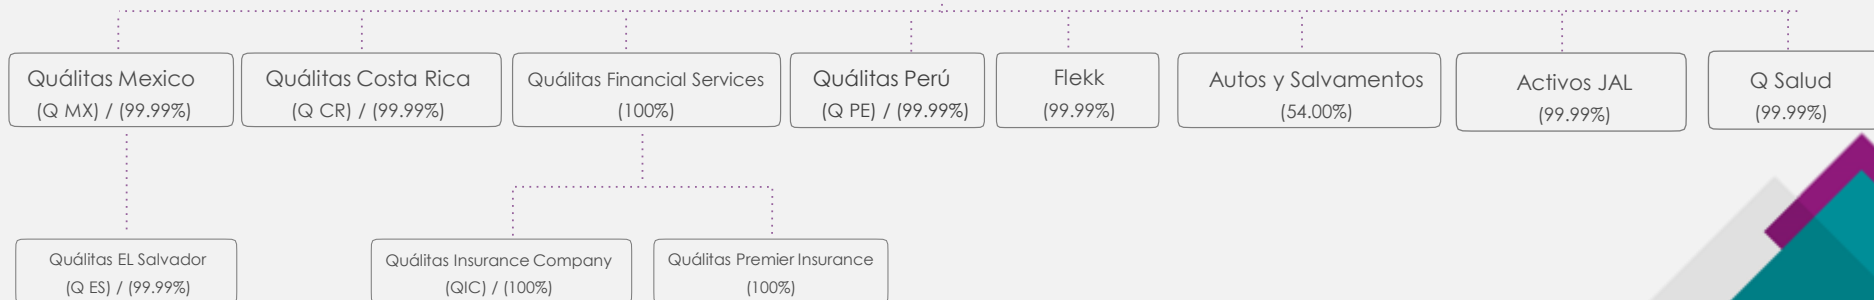 Quálitas Mexico
(Q MX) / (99.99%)
Quálitas Costa Rica
(Q CR) / (99.99%)
Quálitas Financial Services
(100%)
Quálitas Perú
(Q PE) / (99.99%)
Flekk
(99.99%)
Autos y Salvamentos
(54.00%)
Activos JAL
(99.99%)
Q Salud
(99.99%)
Quálitas EL Salvador
(Q ES) / (99.99%)
Quálitas Insurance Company
(QIC) / (100%)
Quálitas Premier Insurance
(100%)